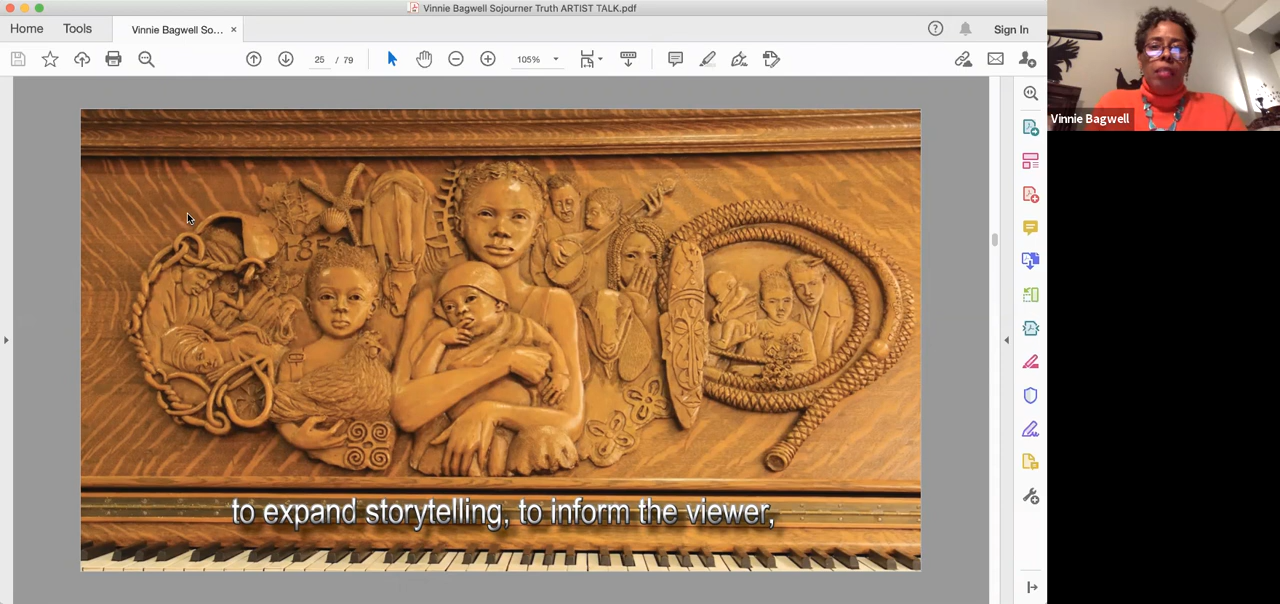 Vinnie Bagwell Sojourner Truth ARTIST TALK.pdf
Home Tools Vinnie Bagwell So... × Sign In
25 / 79 105%
Vinnie Bagwell
to expand storytelling, to inform the viewer,